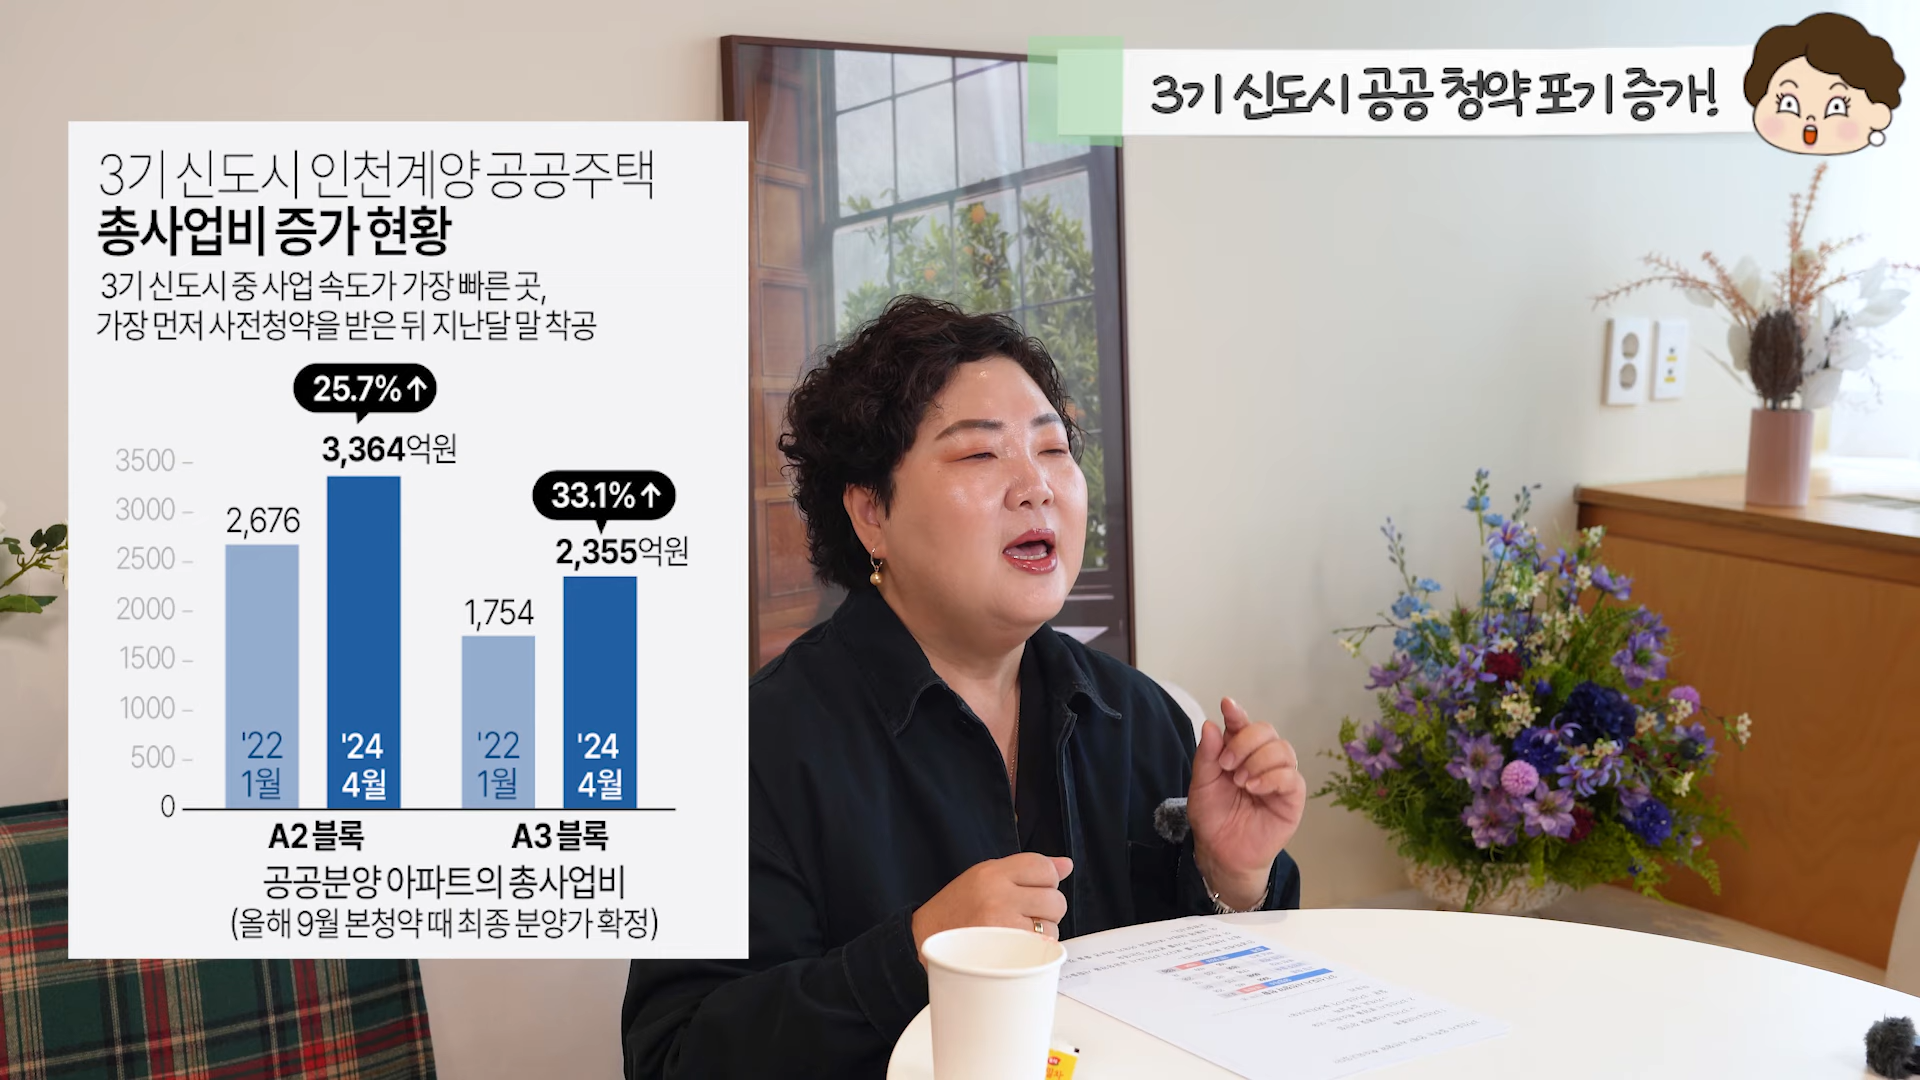 3기 신도시 공공 청약 포기 증가!
3기 신도시 인천계양 공공주택
총사업비 증가 현황
3기 신도시 중 사업 속도가 가장 빠른 곳,
가장 먼저 사전청약을 받은 뒤 지난달 말 착공
25.7%↑
3,364억원
33.1%↑
2,355억원
2,676
1,754
3500
3000
2500
2000
1500
1000
500
0
'22
1월
'24
4월
'22
1월
'24
4월
A2 블록
A3 블록
공공분양 아파트의 총사업비
(올해 9월 본청약 때 최종 분양가 확정)